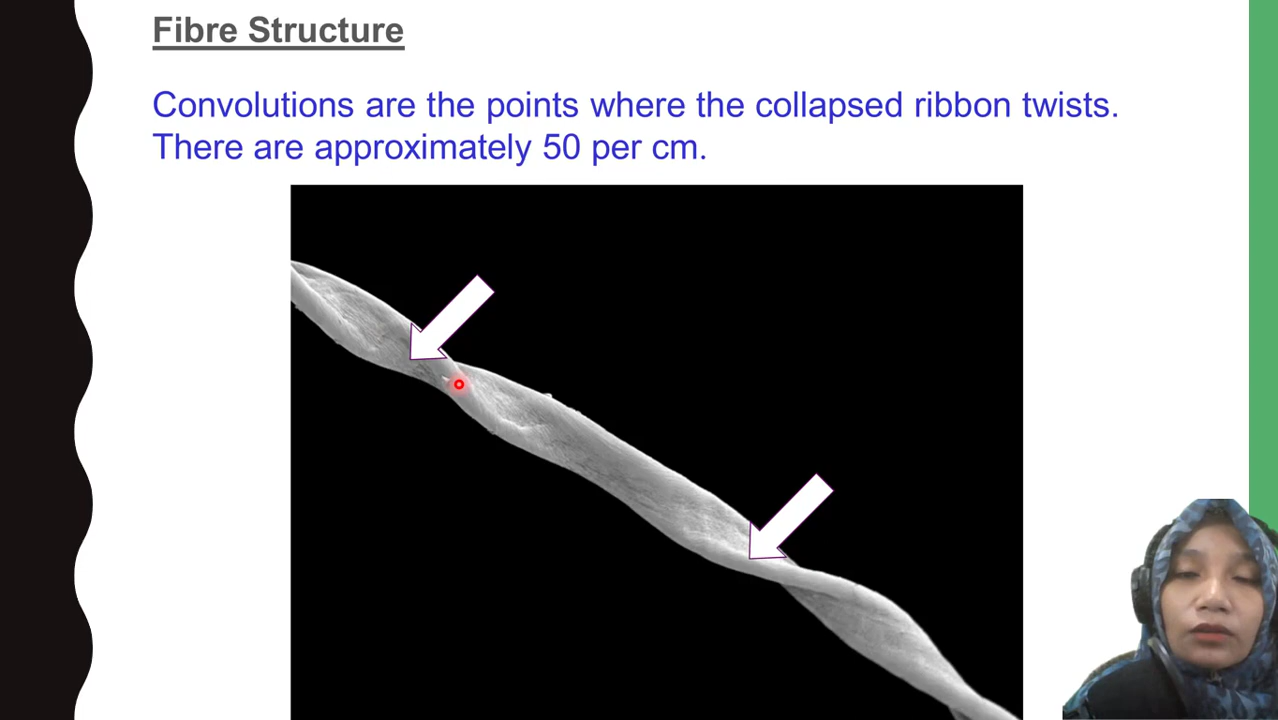 Fibre Structure
Convolutions are the points where the collapsed ribbon twists.
There are approximately 50 per cm.